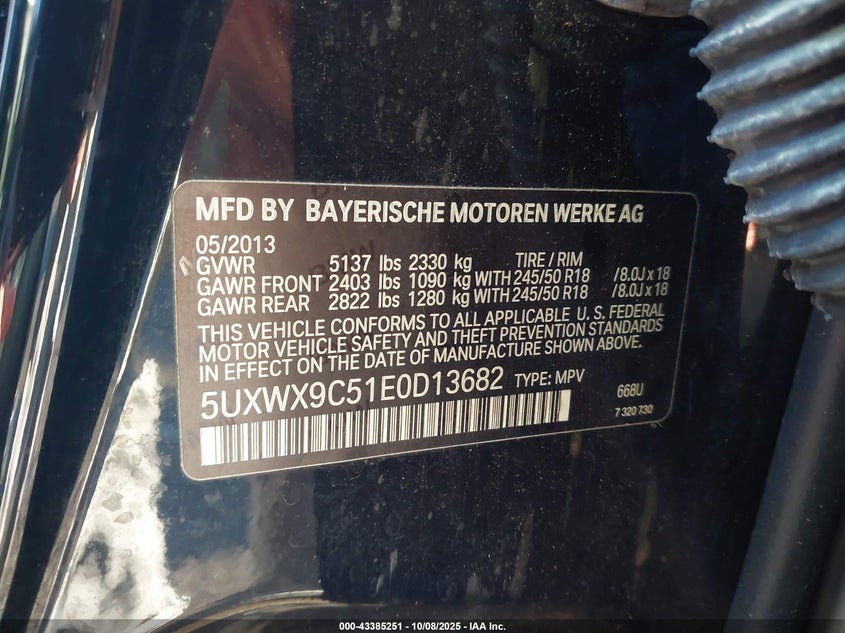 MFD BY BAYERISCHE MOTOREN WERKE AG
05/2013
GVWR 5137 lbs 2330 kg TIRE / RIM
GAWR FRONT 2403 lbs 1090 kg WITH 245/50 R18 /8.0J x 18
GAWR REAR 2822 lbs 1280 kg WITH 245/50 R18 /8.0J x 18
THIS VEHICLE CONFORMS TO ALL APPLICABLE U.S. FEDERAL
MOTOR VEHICLE SAFETY AND THEFT PREVENTION STANDARDS
IN EFFECT ON THE DATE OF MANUFACTURE SHOWN ABOVE.
5UXWX9C51E0D13682 TYPE: MPV 668U
7 320 730
000-43385251 - 10/08/2025 - IAA Inc.